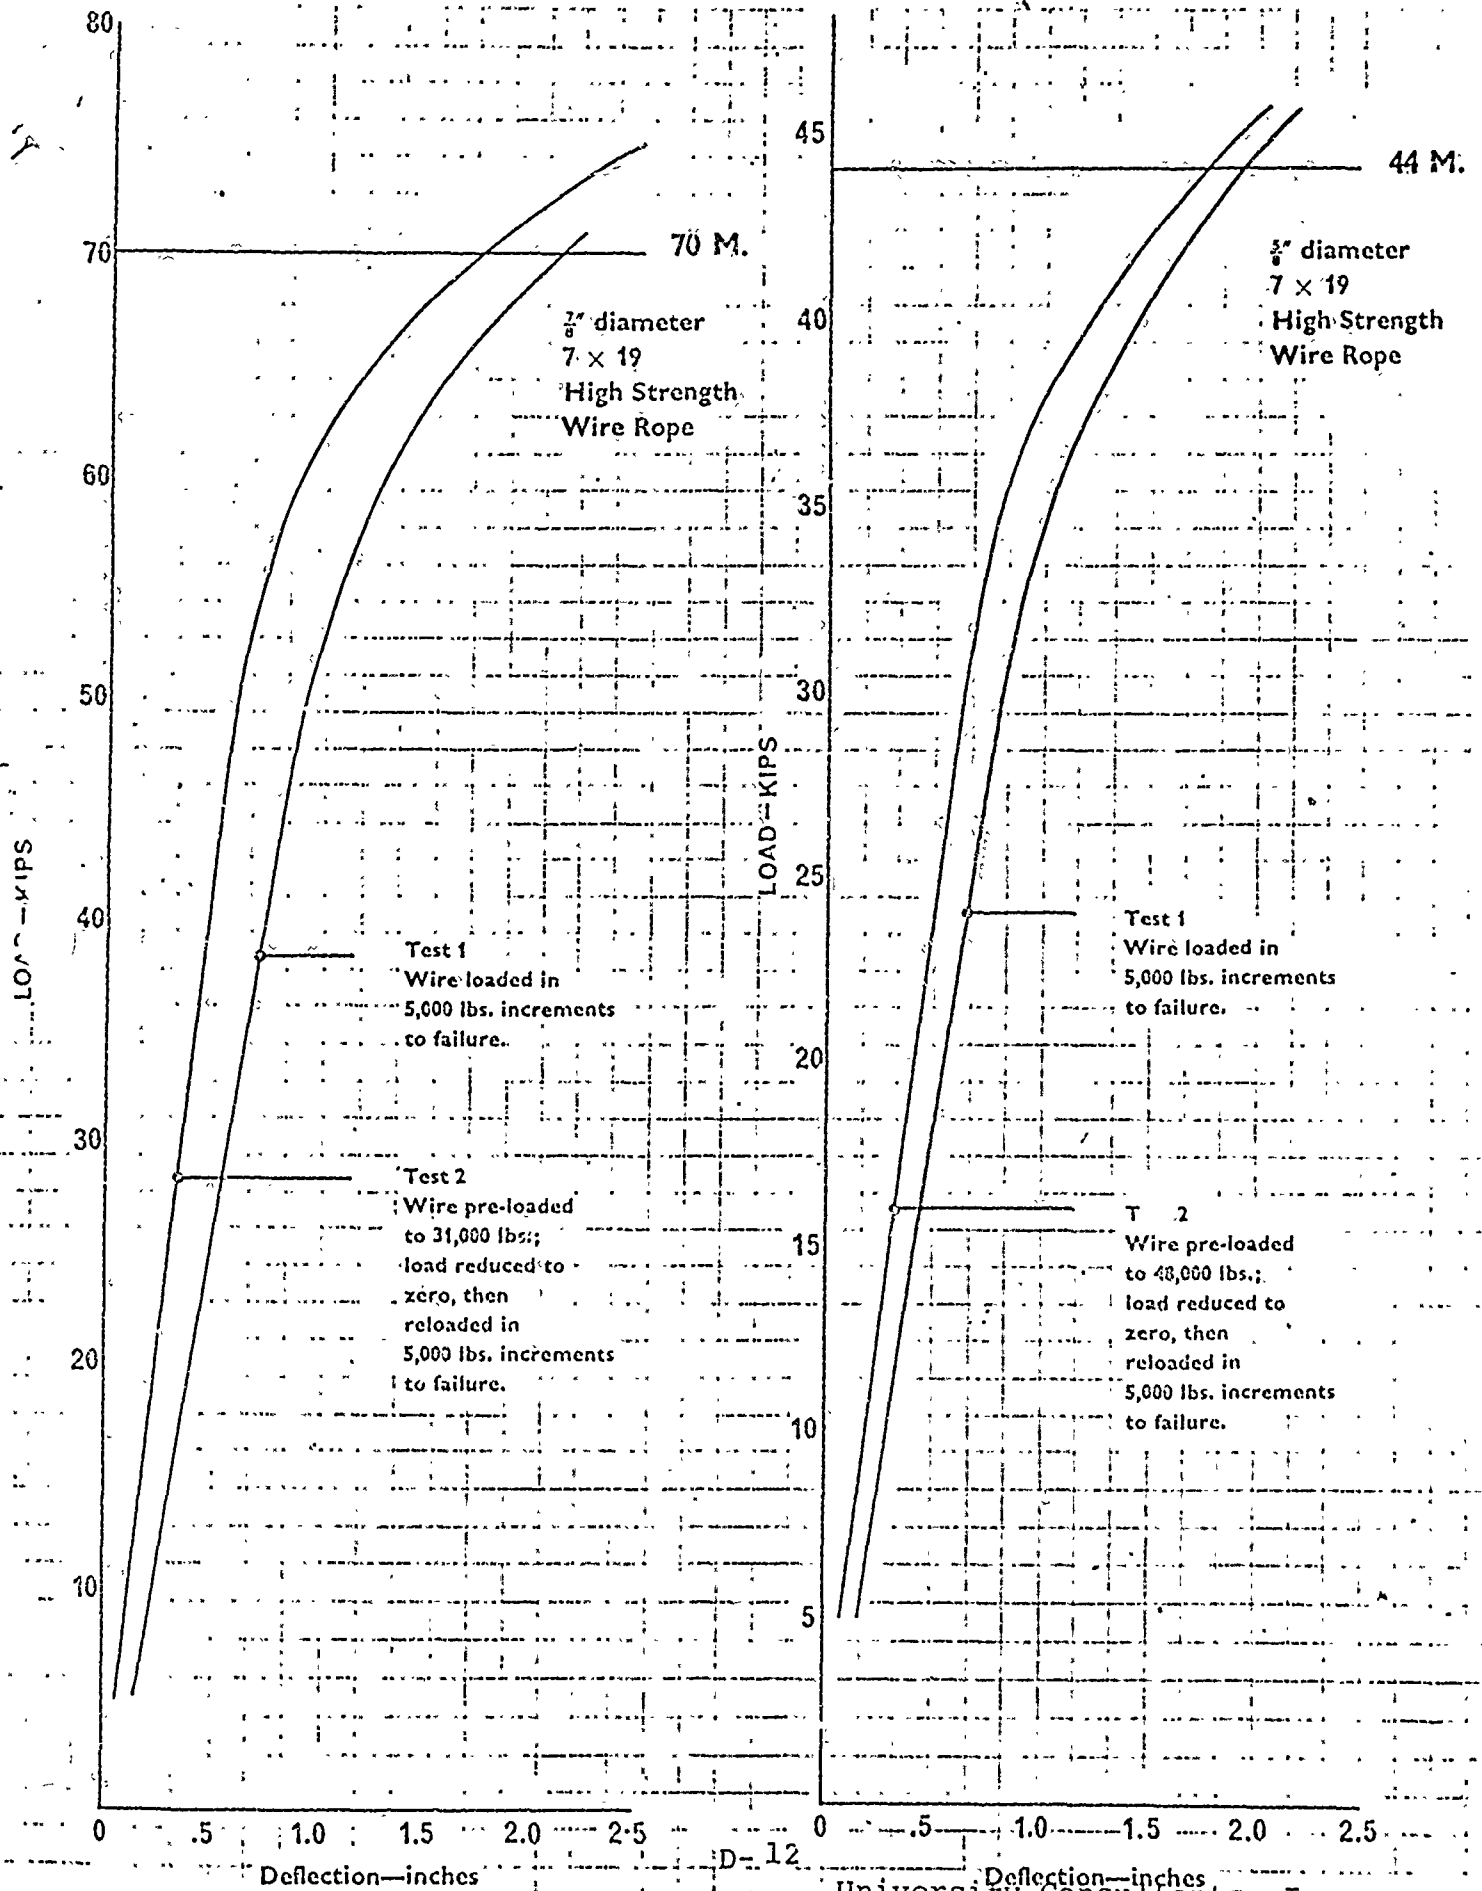 80
70
60
50
40
30
20
10
LOAD—KIPS
70 M.
7/8" diameter
7 × 19
High Strength
Wire Rope
Test 1
Wire loaded in
5,000 lbs. increments
to failure.
Test 2
Wire pre-loaded
to 31,000 lbs.;
load reduced to
zero, then
reloaded in
5,000 lbs. increments
to failure.
0 .5 1.0 1.5 2.0 2.5
Deflection—inches
45
40
35
30
25
20
15
10
5
LOAD—KIPS
44 M.
5/8" diameter
7 × 19
High Strength
Wire Rope
Test 1
Wire loaded in
5,000 lbs. increments
to failure.
T 2
Wire pre-loaded
to 48,000 lbs.;
load reduced to
zero, then
reloaded in
5,000 lbs. increments
to failure.
0 .5 1.0 1.5 2.0 2.5
Deflection—inches
D-12
University